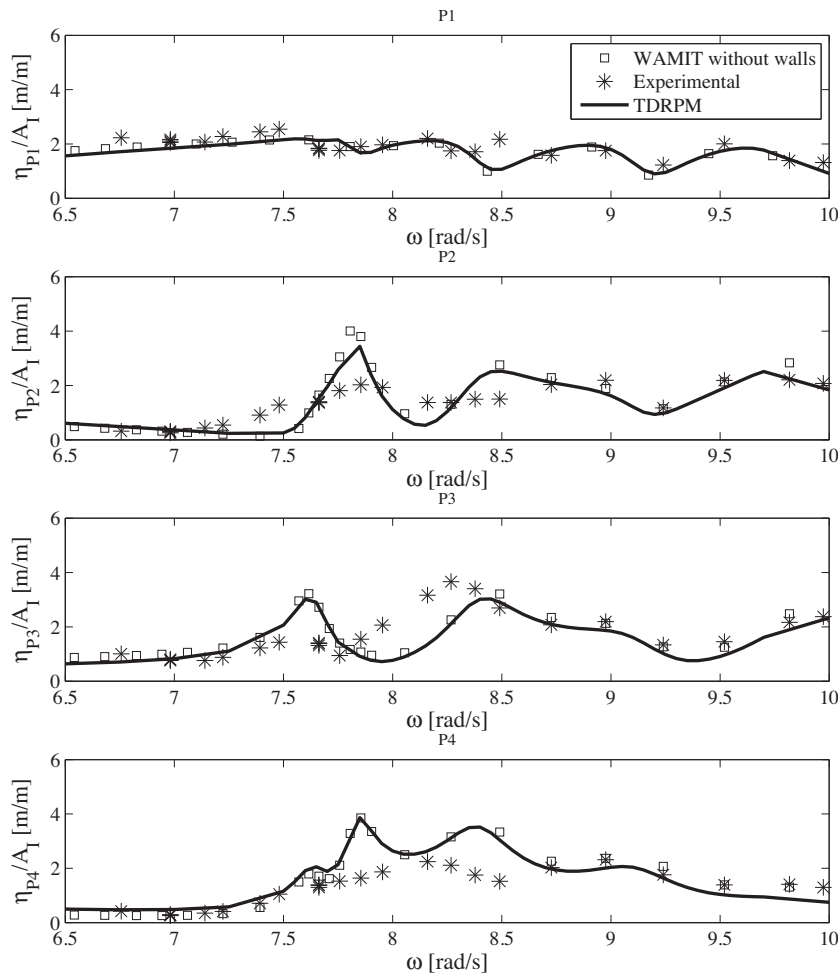 P1
6
4
2
0
η_P1/A_I [m/m]
WAMIT without walls
Experimental
TDRPM
6.5 7 7.5 8 8.5 9 9.5 10
ω [rad/s]
P2
6
4
2
0
η_P2/A_I [m/m]
6.5 7 7.5 8 8.5 9 9.5 10
ω [rad/s]
P3
6
4
2
0
η_P3/A_I [m/m]
6.5 7 7.5 8 8.5 9 9.5 10
ω [rad/s]
P4
6
4
2
0
η_P4/A_I [m/m]
6.5 7 7.5 8 8.5 9 9.5 10
ω [rad/s]